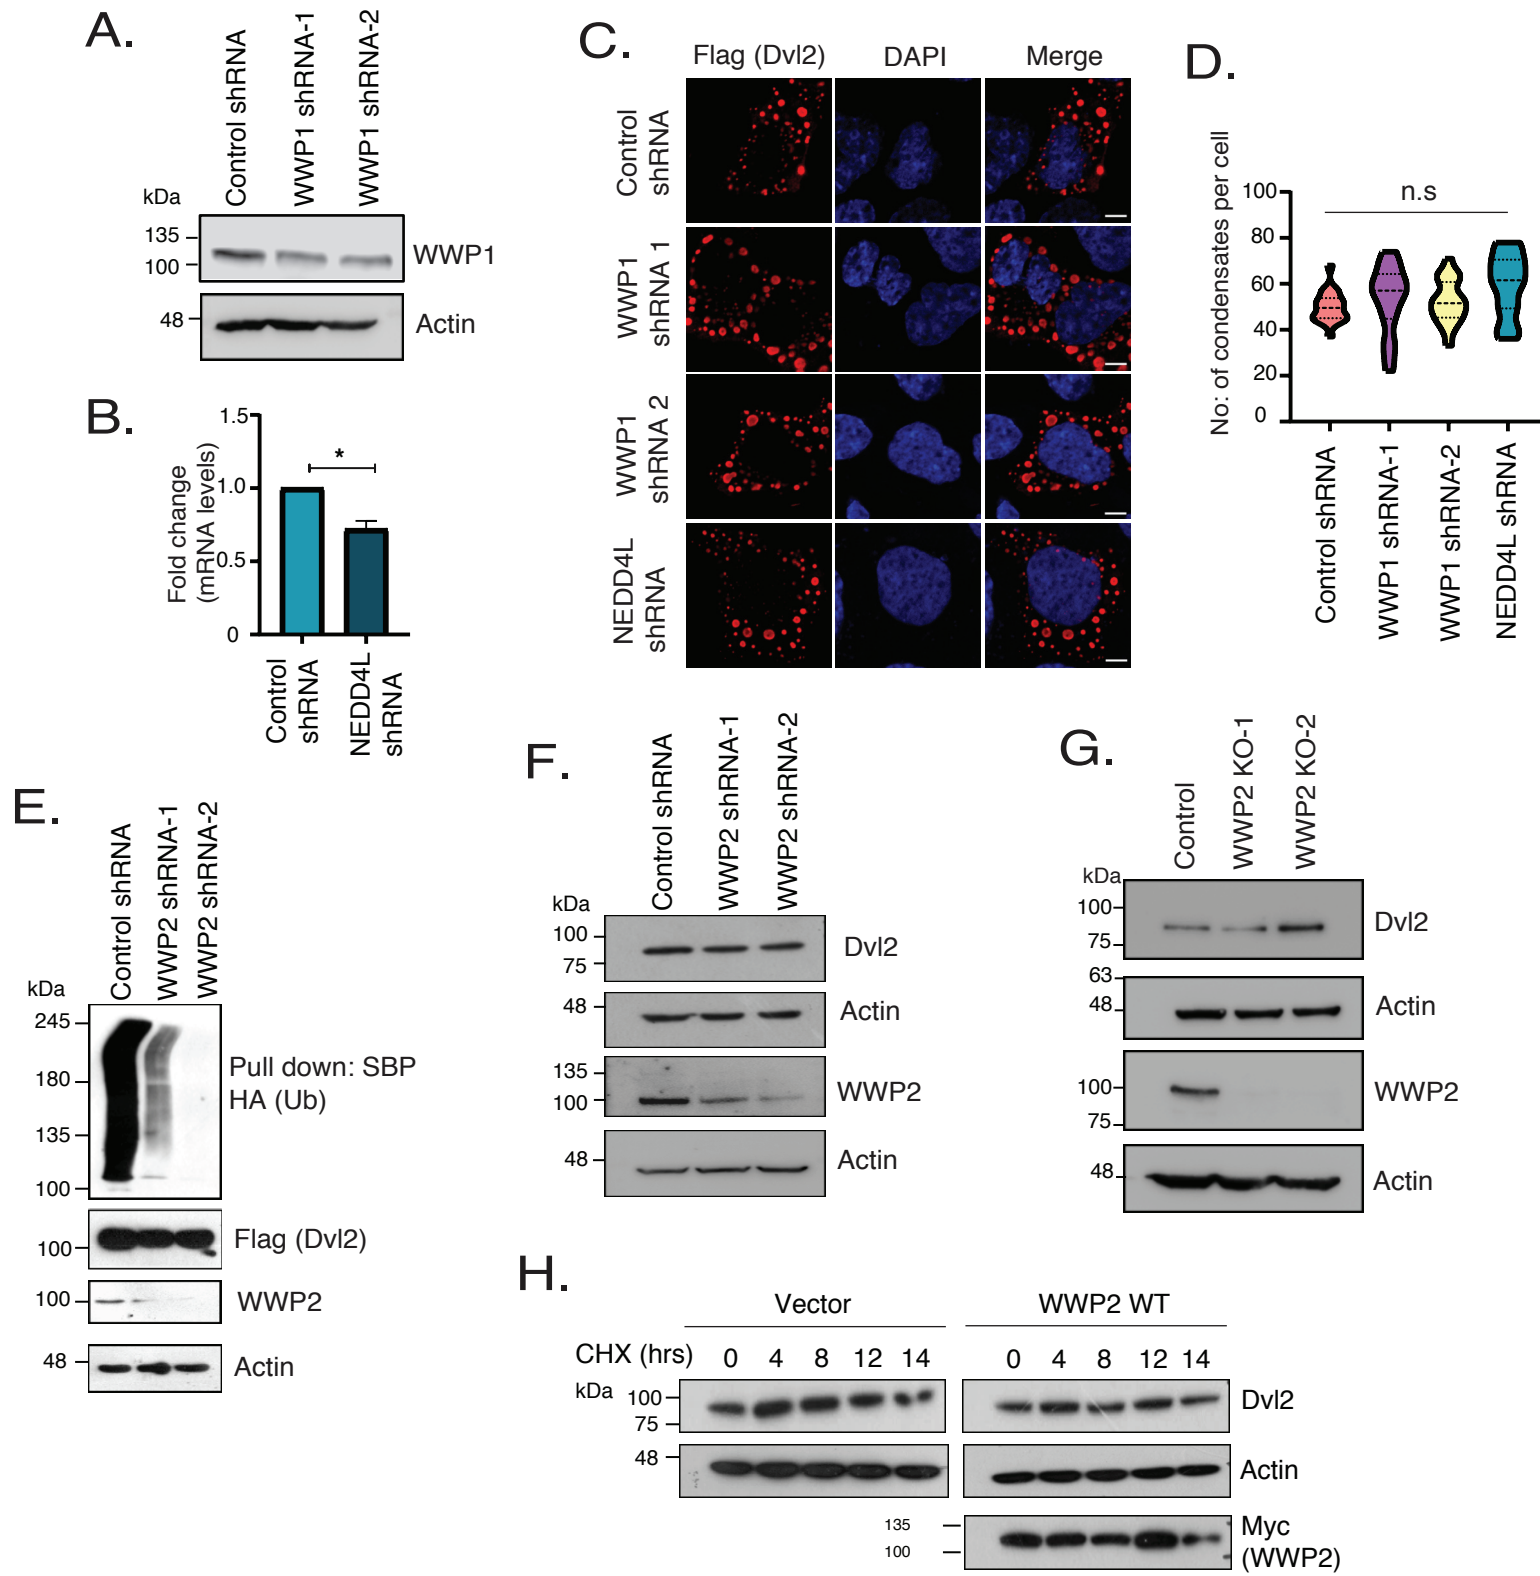 A.
Control shRNA
WWP1 shRNA-1
WWP1 shRNA-2
kDa
135
100
WWP1
48
Actin
B.
Fold change
(mRNA levels)
1.5
1.0
0.5
0
*
Control
shRNA
NEDD4L
shRNA
C.
Flag (Dvl2)
DAPI
Merge
Control
shRNA
WWP1
shRNA 1
WWP1
shRNA 2
NEDD4L
shRNA
D.
No: of condensates per cell
100
80
60
40
20
0
n.s
Control shRNA
WWP1 shRNA-1
WWP1 shRNA-2
NEDD4L shRNA
E.
Control shRNA
WWP2 shRNA-1
WWP2 shRNA-2
kDa
245
180
135
100
Pull down: SBP
HA (Ub)
100
Flag (Dvl2)
100
WWP2
48
Actin
F.
Control shRNA
WWP2 shRNA-1
WWP2 shRNA-2
kDa
100
75
Dvl2
48
Actin
135
100
WWP2
48
Actin
G.
Control
WWP2 KO-1
WWP2 KO-2
kDa
100
75
Dvl2
63
48
Actin
100
75
WWP2
48
Actin
H.
Vector
WWP2 WT
CHX (hrs) 0 4 8 12 14 0 4 8 12 14
kDa
100
75
Dvl2
48
Actin
135
100
Myc
(WWP2)